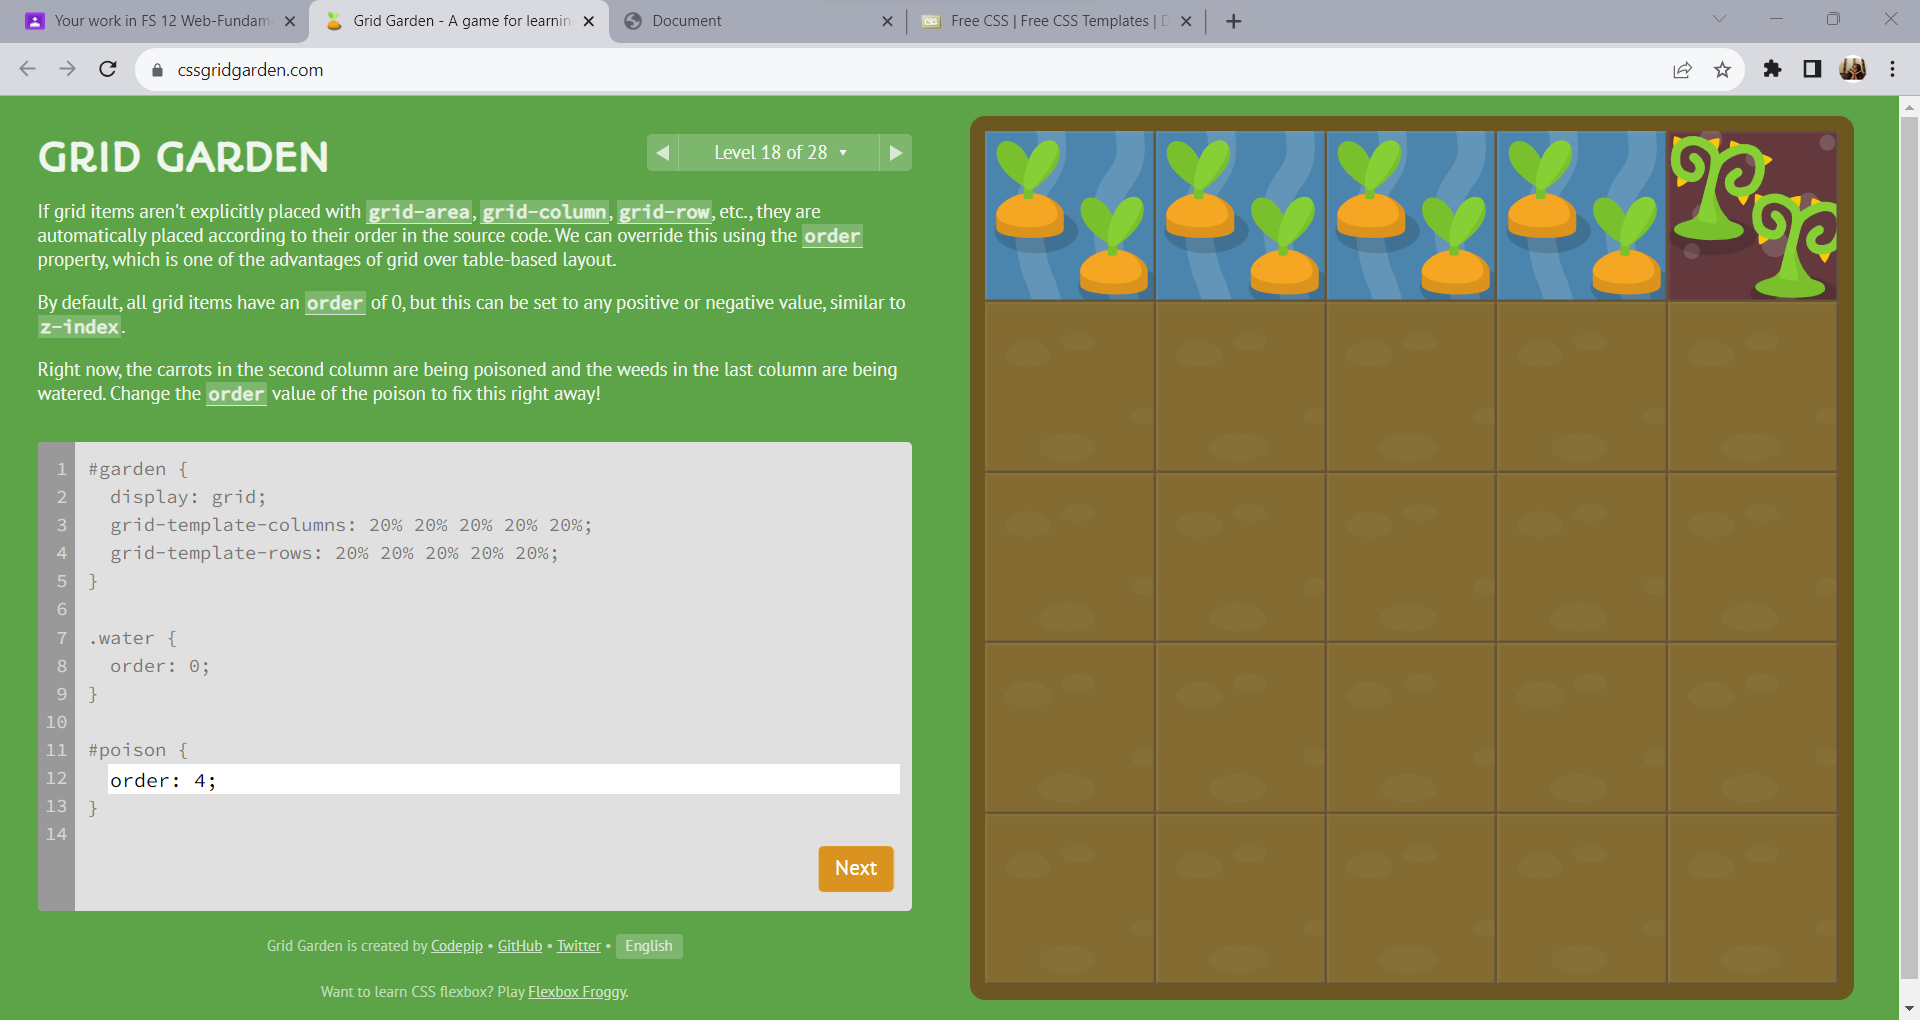 Your work in FS 12 Web-Fundam
Grid Garden - A game for learnin
Document
Free CSS | Free CSS Templates |
cssgridgarden.com
GRID GARDEN
Level 18 of 28
If grid items aren't explicitly placed with grid-area, grid-column, grid-row, etc., they are
automatically placed according to their order in the source code. We can override this using the order
property, which is one of the advantages of grid over table-based layout.
By default, all grid items have an order of 0, but this can be set to any positive or negative value, similar to
z-index.
Right now, the carrots in the second column are being poisoned and the weeds in the last column are being
watered. Change the order value of the poison to fix this right away!
1 #garden {
2 display: grid;
3 grid-template-columns: 20% 20% 20% 20% 20%;
4 grid-template-rows: 20% 20% 20% 20% 20%;
5 }
6
7 .water {
8 order: 0;
9 }
10
11 #poison {
12 order: 4;
13 }
14
Next
Grid Garden is created by Codepip • GitHub • Twitter • English
Want to learn CSS flexbox? Play Flexbox Froggy.